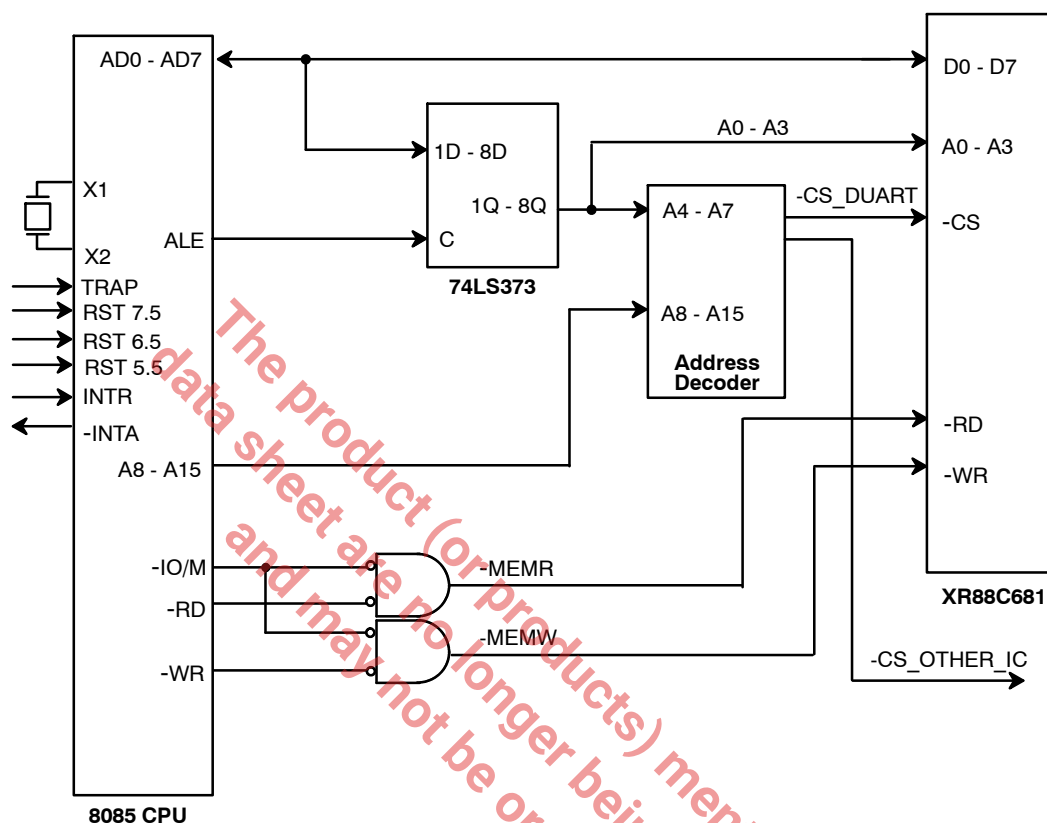 AD0 - AD7
D0 - D7
A0 - A3
A0 - A3
1D - 8D
1Q - 8Q
C
74LS373
X1
X2
ALE
A4 - A7
A8 - A15
Address
Decoder
-CS_DUART
-CS
TRAP
RST 7.5
RST 6.5
RST 5.5
INTR
-INTA
A8 - A15
-RD
-WR
-IO/M
-RD
-WR
-MEMR
-MEMW
XR88C681
-CS_OTHER_IC
8085 CPU
The product (or products) men
data sheet are no longer bein
and may not be or